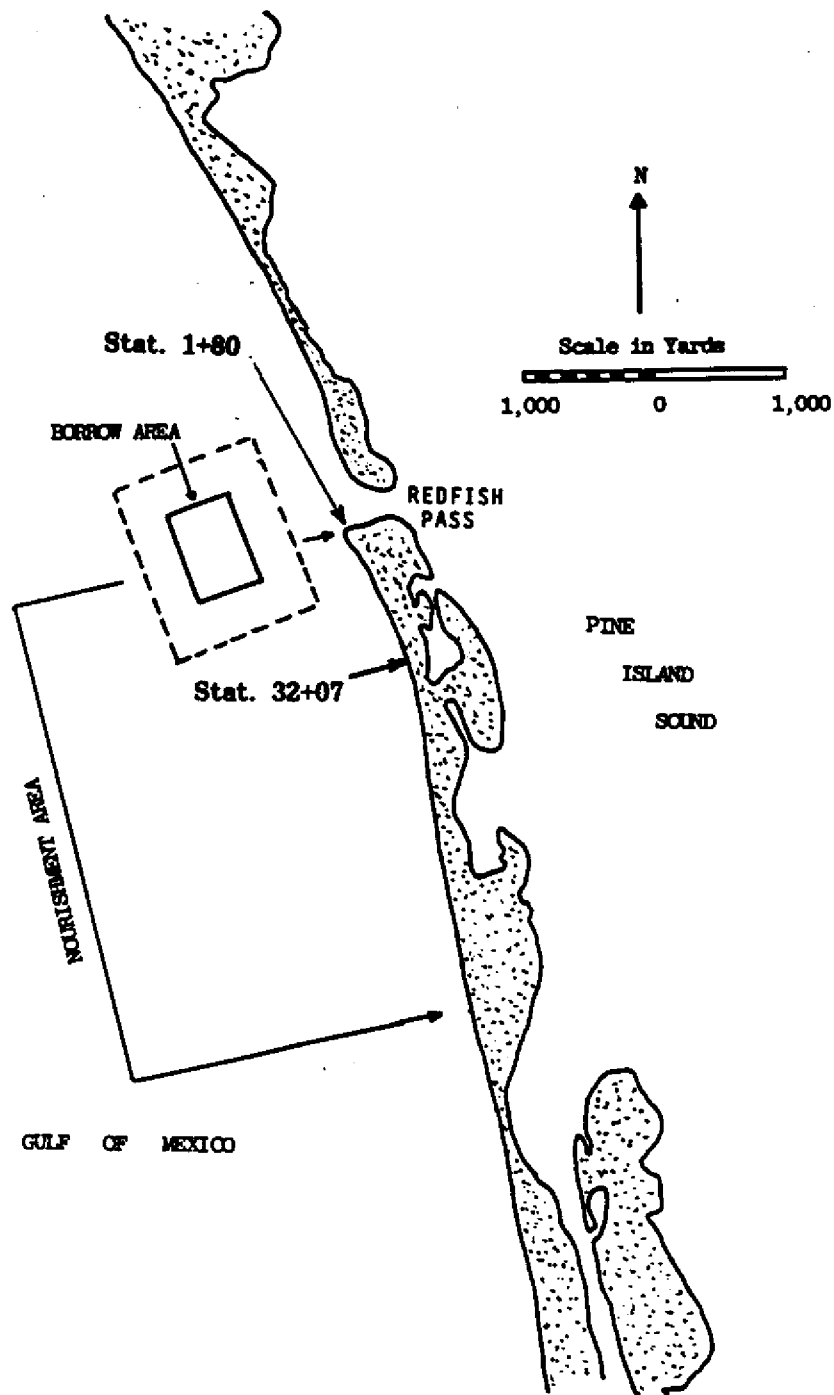 N
Scale in Yards
1,000 0 1,000
Stat. 1+80
BORROW AREA
REDFISH
PASS
PINE
ISLAND
SOUND
Stat. 32+07
NOURISHMENT AREA
GULF OF MEXICO